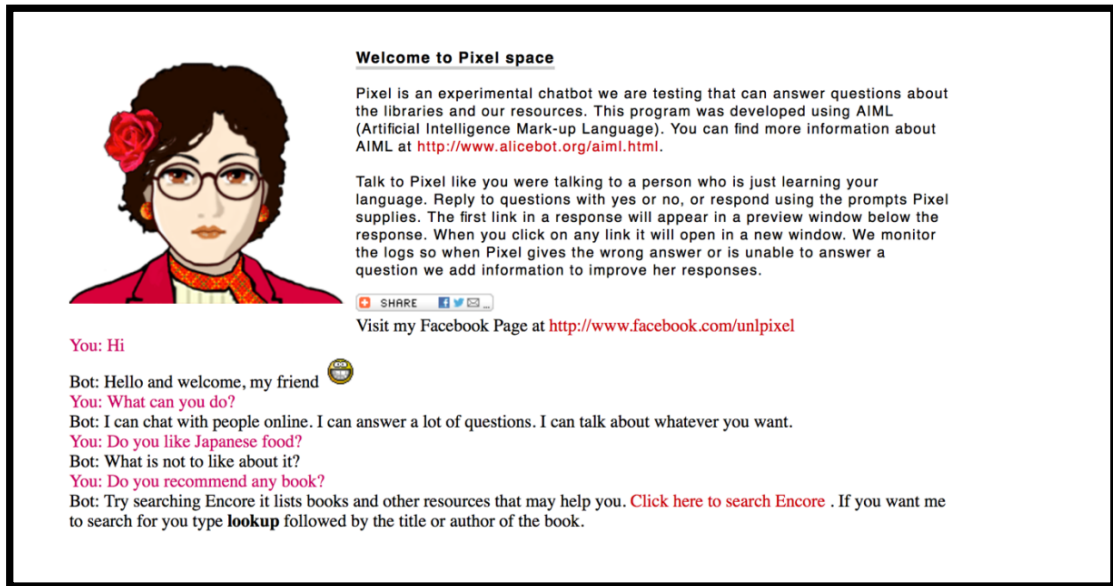 Welcome to Pixel space
Pixel is an experimental chatbot we are testing that can answer questions about
the libraries and our resources. This program was developed using AIML
(Artificial Intelligence Mark-up Language). You can find more information about
AIML at http://www.alicebot.org/aiml.html.
Talk to Pixel like you were talking to a person who is just learning your
language. Reply to questions with yes or no, or respond using the prompts Pixel
supplies. The first link in a response will appear in a preview window below the
response. When you click on any link it will open in a new window. We monitor
the logs so when Pixel gives the wrong answer or is unable to answer a
question we add information to improve her responses.
SHARE ...
Visit my Facebook Page at http://www.facebook.com/unlpixel
You: Hi
Bot: Hello and welcome, my friend
You: What can you do?
Bot: I can chat with people online. I can answer a lot of questions. I can talk about whatever you want.
You: Do you like Japanese food?
Bot: What is not to like about it?
You: Do you recommend any book?
Bot: Try searching Encore it lists books and other resources that may help you. Click here to search Encore . If you want me
to search for you type lookup followed by the title or author of the book.